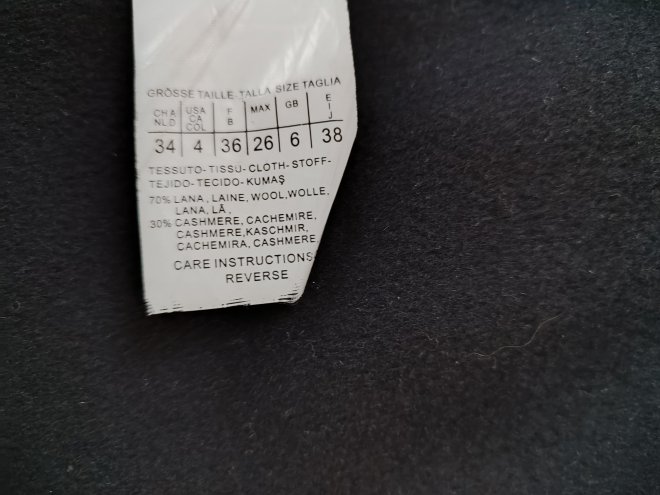 GRÖSSE TAILLE-TALLA SIZE TAGLIA
CH A NL D USA CA COL F B MAX GB E I J
34 4 36 26 6 38
TESSUTO-TISSU-CLOTH-STOFF-
TEJIDO-TECIDO-KUMAŞ
70% LANA, LAINE, WOOL,WOLLE,
LANA, LÃ,
30% CASHMERE, CACHEMIRE,
CASHMERE,KASCHMIR,
CACHEMIRA, CASHMERE,
CARE INSTRUCTIONS
REVERSE